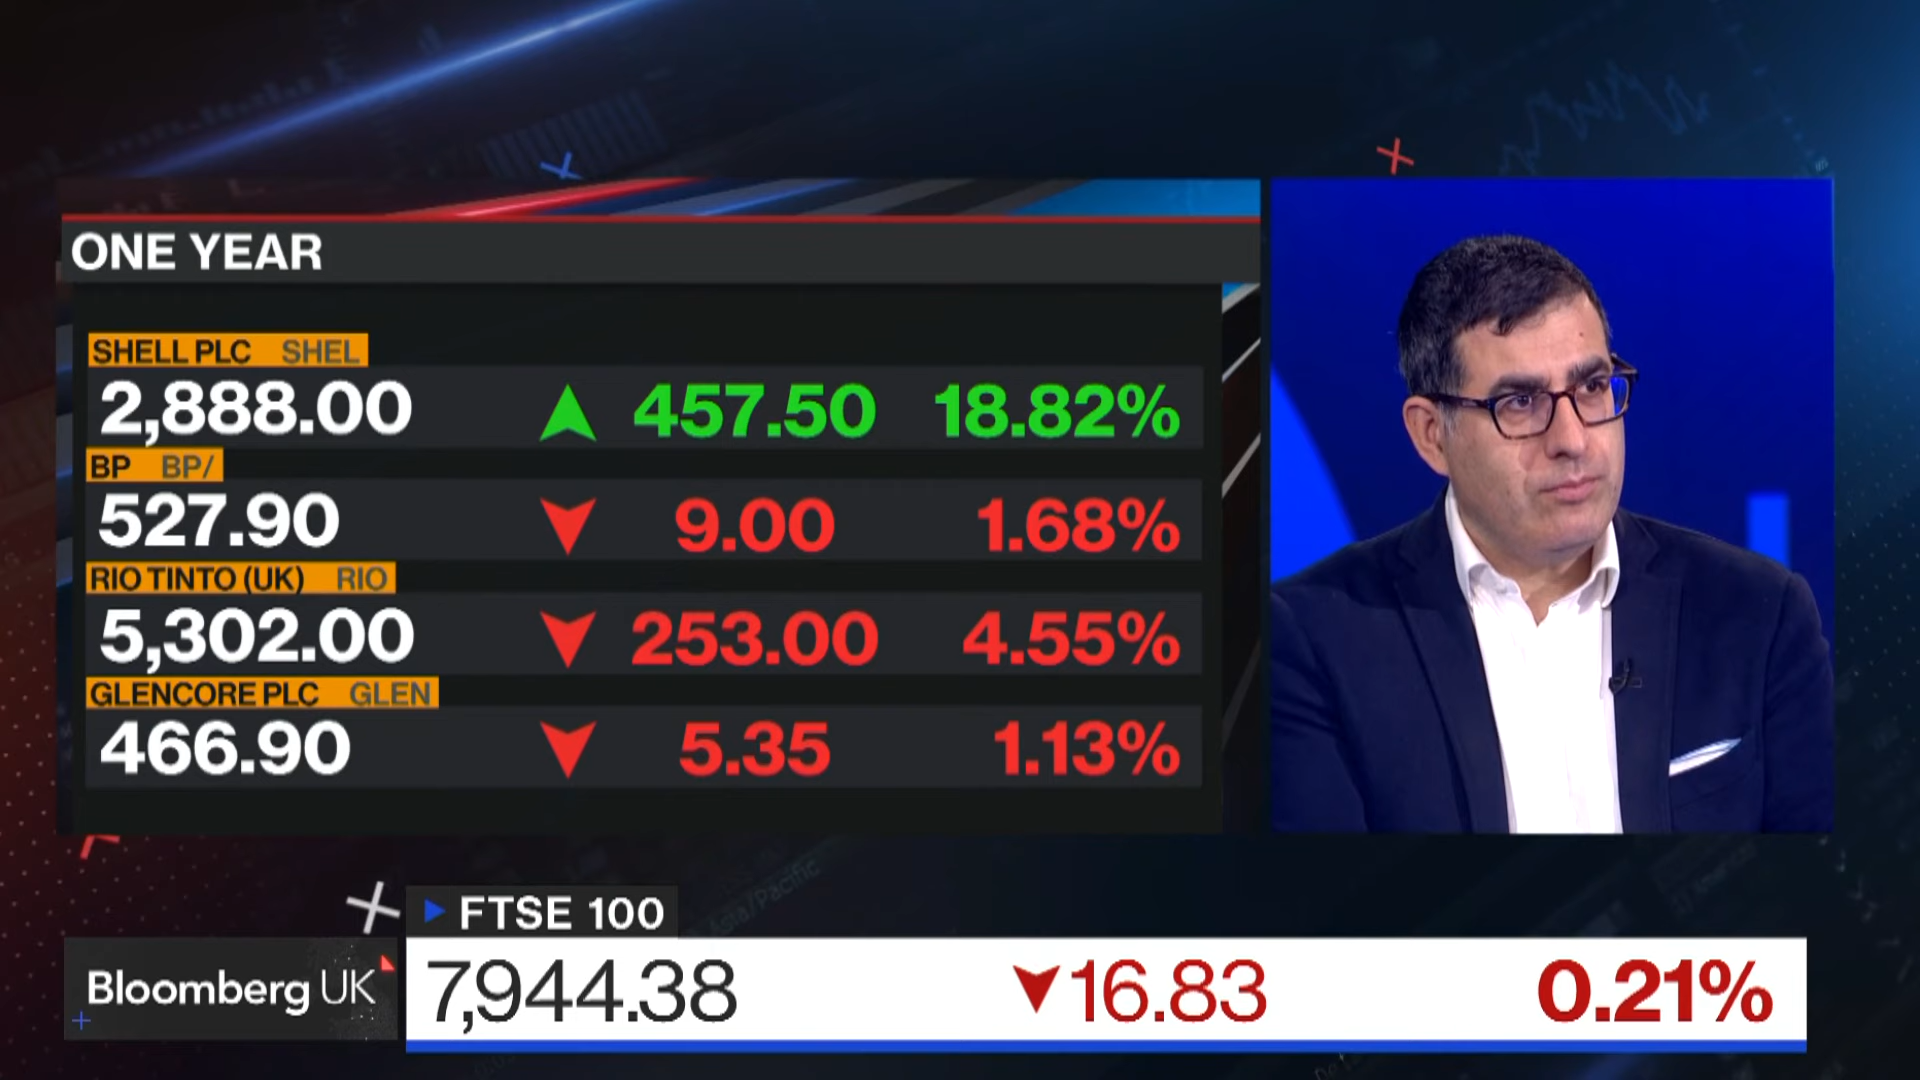 ONE YEAR
SHELL PLC SHEL
2,888.00 ▲ 457.50 18.82%
BP BP/
527.90 ▼ 9.00 1.68%
RIO TINTO (UK) RIO
5,302.00 ▼ 253.00 4.55%
GLENCORE PLC GLEN
466.90 ▼ 5.35 1.13%
Asia/Pacific
FTSE 100
Bloomberg UK
7,944.38 ▼ 16.83 0.21%